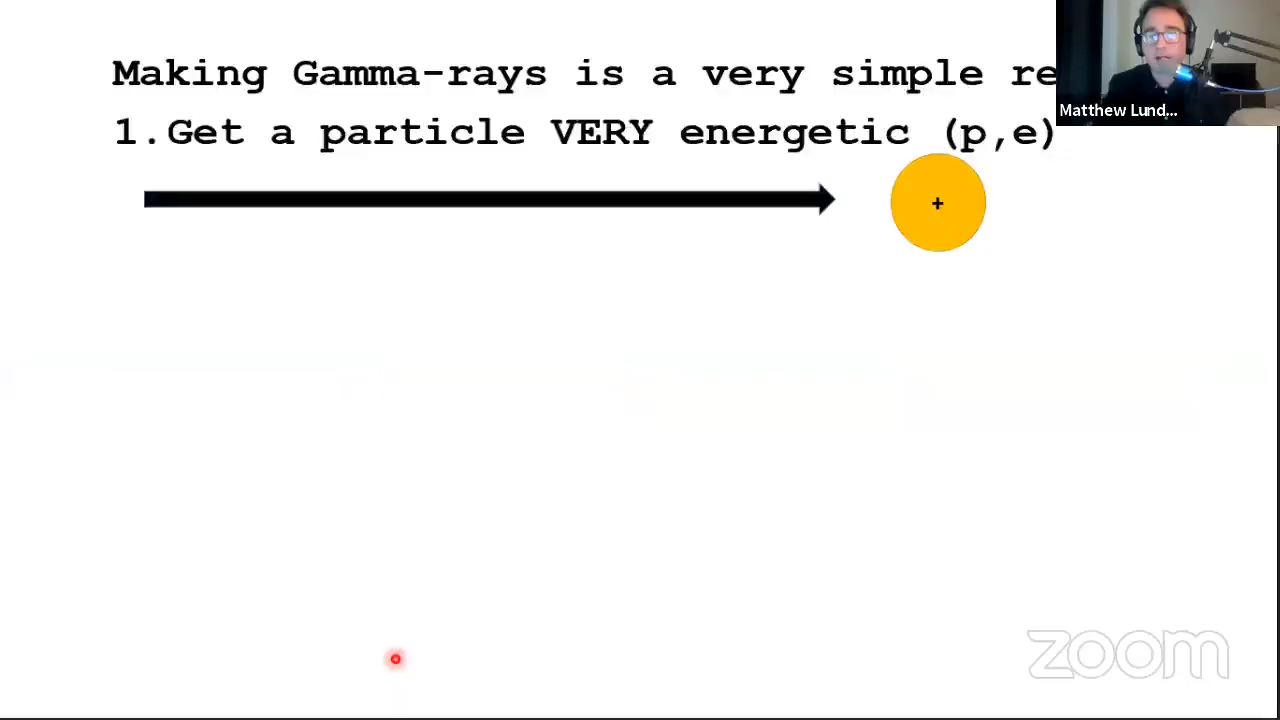 Making Gamma-rays is a very simple re
1.Get a particle VERY energetic (p,e)
+
Matthew Lund...
zoom